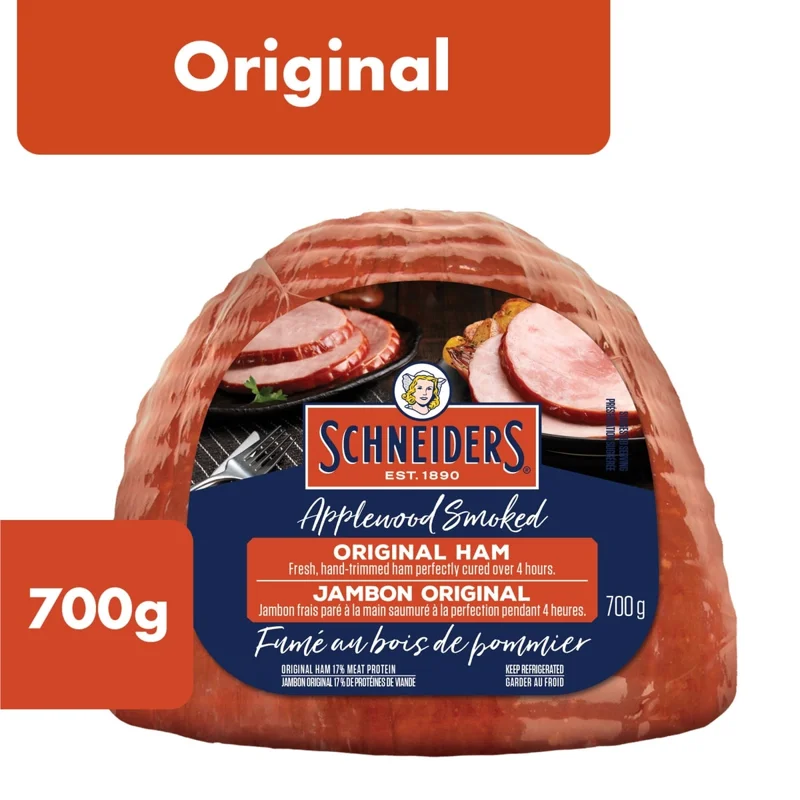 Original
SCHNEIDERS®
EST. 1890
Applewood Smoked
ORIGINAL HAM
Fresh, hand-trimmed ham perfectly cured over 4 hours.
JAMBON ORIGINAL
Jambon frais paré à la main saumuré à la perfection pendant 4 heures.
700 g
Fumé au bois de pommier
ORIGINAL HAM 17% MEAT PROTEIN
JAMBON ORIGINAL 17 % DE PROTÉINES DE VIANDE
KEEP REFRIGERATED
GARDER AU FROID
700g